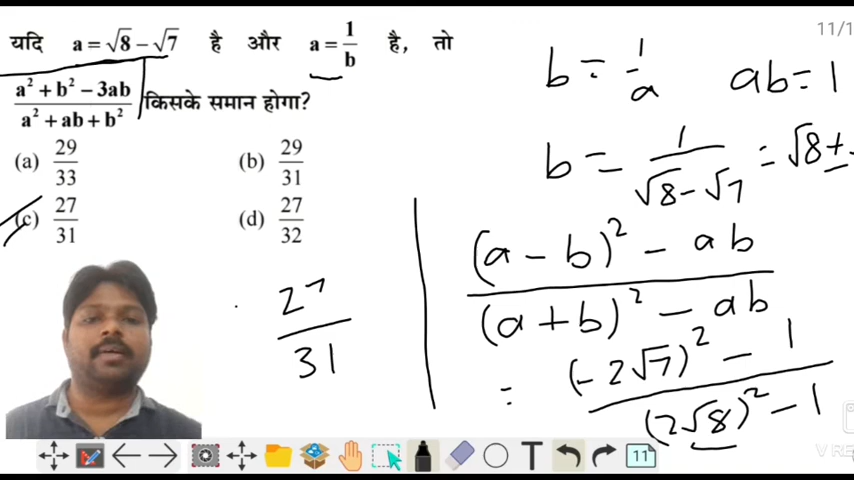 यदि a = √8 – √7 है और a = 1/b है, तो
(a² + b² – 3ab)/(a² + ab + b²) किसके समान होगा?
(a) 29/33 (b) 29/31
(c) 27/31 (d) 27/32
27/31
11/1
b = 1/a ab = 1
b = 1/(√8 – √7) = √8 +
((a – b)² – ab)/((a + b)² – ab)
= ((–2√7)² – 1)/((2√8)² – 1)
T
11